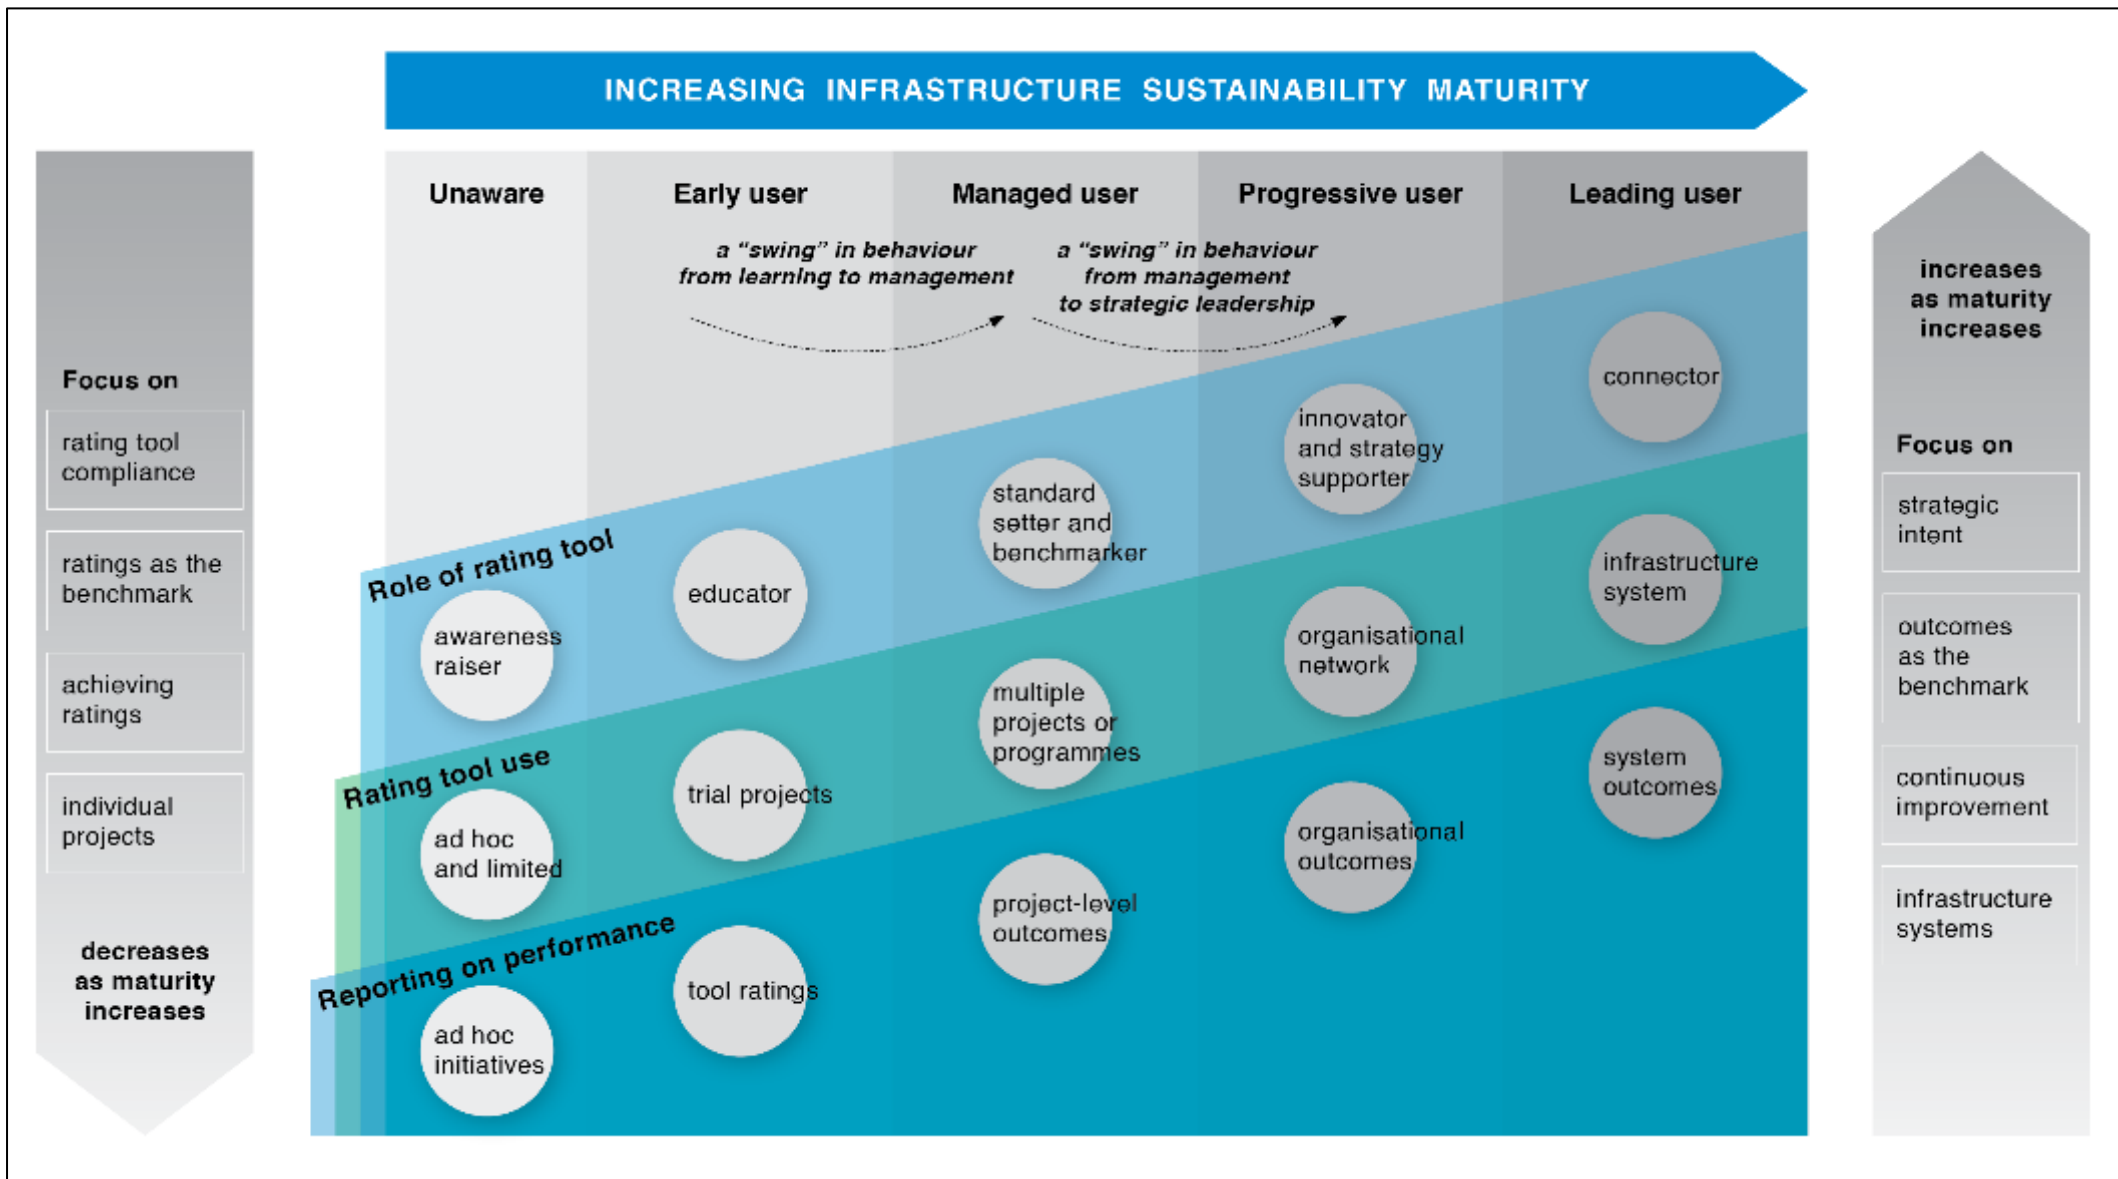 INCREASING INFRASTRUCTURE SUSTAINABILITY MATURITY
Unaware
Early user
Managed user
Progressive user
Leading user
a “swing” in behaviour
from learning to management
a “swing” in behaviour
from management
to strategic leadership
Focus on
rating tool
compliance
ratings as the
benchmark
achieving
ratings
individual
projects
decreases
as maturity
increases
Role of rating tool
awareness
raiser
educator
standard
setter and
benchmarker
innovator
and strategy
supporter
connector
Rating tool use
ad hoc
and limited
trial projects
multiple
projects or
programmes
organisational
network
infrastructure
system
Reporting on performance
ad hoc
initiatives
tool ratings
project-level
outcomes
organisational
outcomes
system
outcomes
increases
as maturity
increases
Focus on
strategic
intent
outcomes
as the
benchmark
continuous
improvement
infrastructure
systems